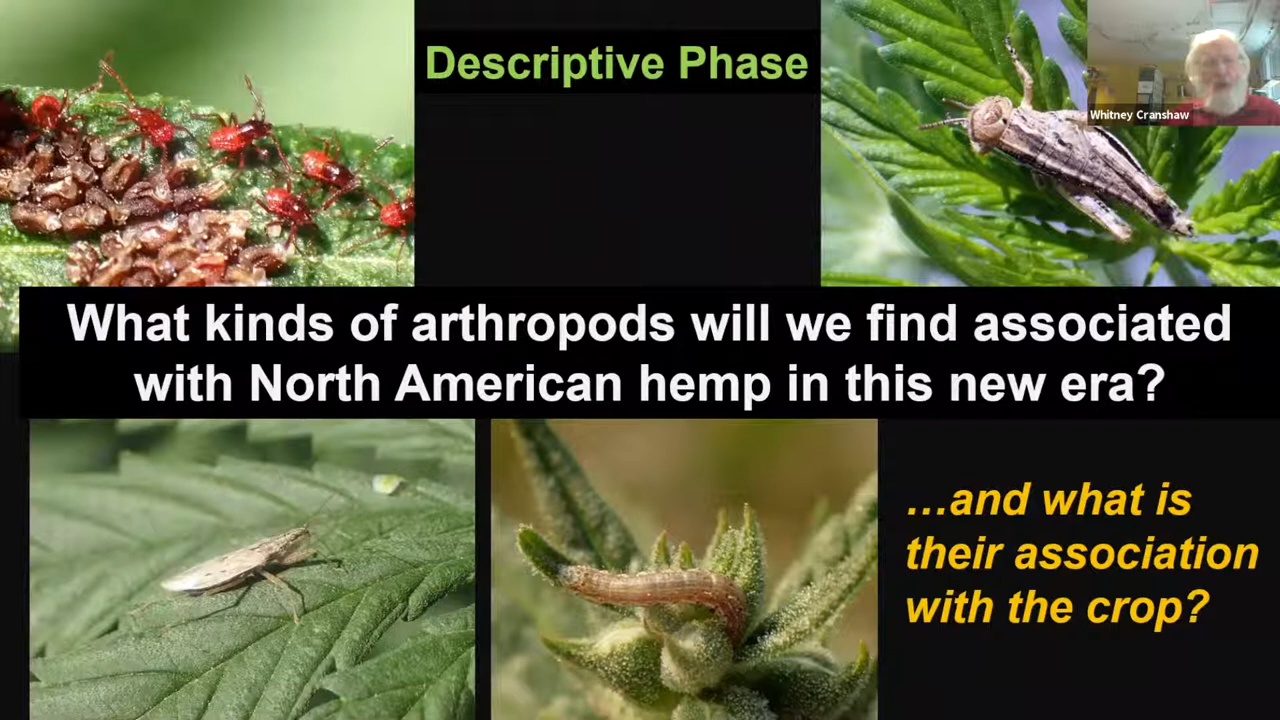 Descriptive Phase
Whitney Cranshaw
What kinds of arthropods will we find associated
with North American hemp in this new era?
…and what is
their association
with the crop?